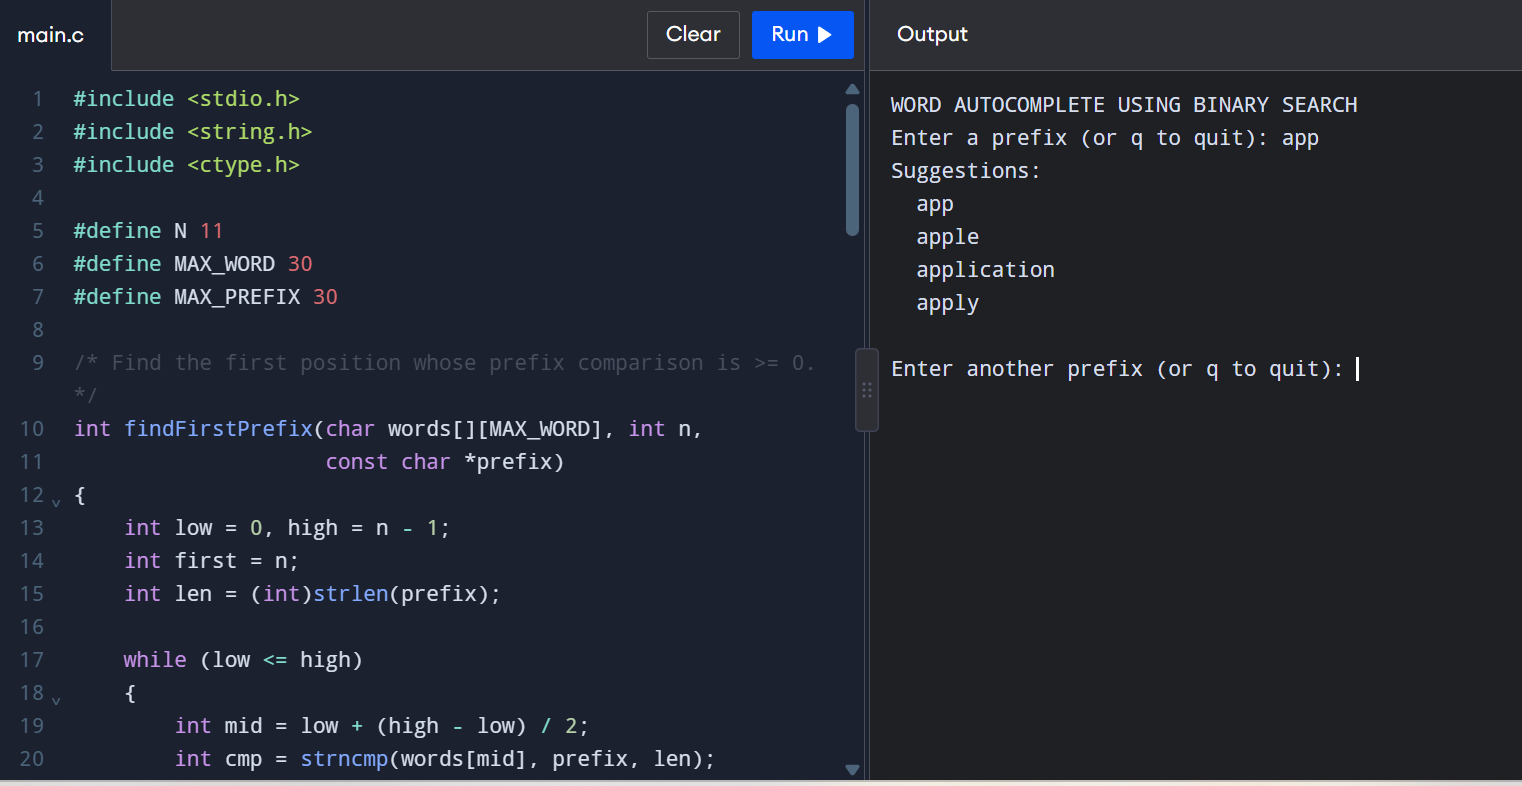 main.c
Clear
Run
Output
1 #include <stdio.h>
2 #include <string.h>
3 #include <ctype.h>
4
5 #define N 11
6 #define MAX_WORD 30
7 #define MAX_PREFIX 30
8
9 /* Find the first position whose prefix comparison is >= 0.
*/
10 int findFirstPrefix(char words[][MAX_WORD], int n,
11                     const char *prefix)
12 {
13     int low = 0, high = n - 1;
14     int first = n;
15     int len = (int)strlen(prefix);
16
17     while (low <= high)
18     {
19         int mid = low + (high - low) / 2;
20         int cmp = strncmp(words[mid], prefix, len);
WORD AUTOCOMPLETE USING BINARY SEARCH
Enter a prefix (or q to quit): app
Suggestions:
  app
  apple
  application
  apply

Enter another prefix (or q to quit):